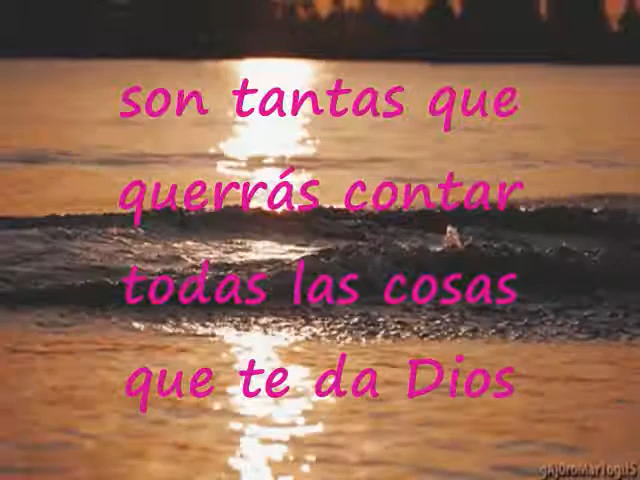 son tantas que
querrás contar
todas las cosas
que te da Dios